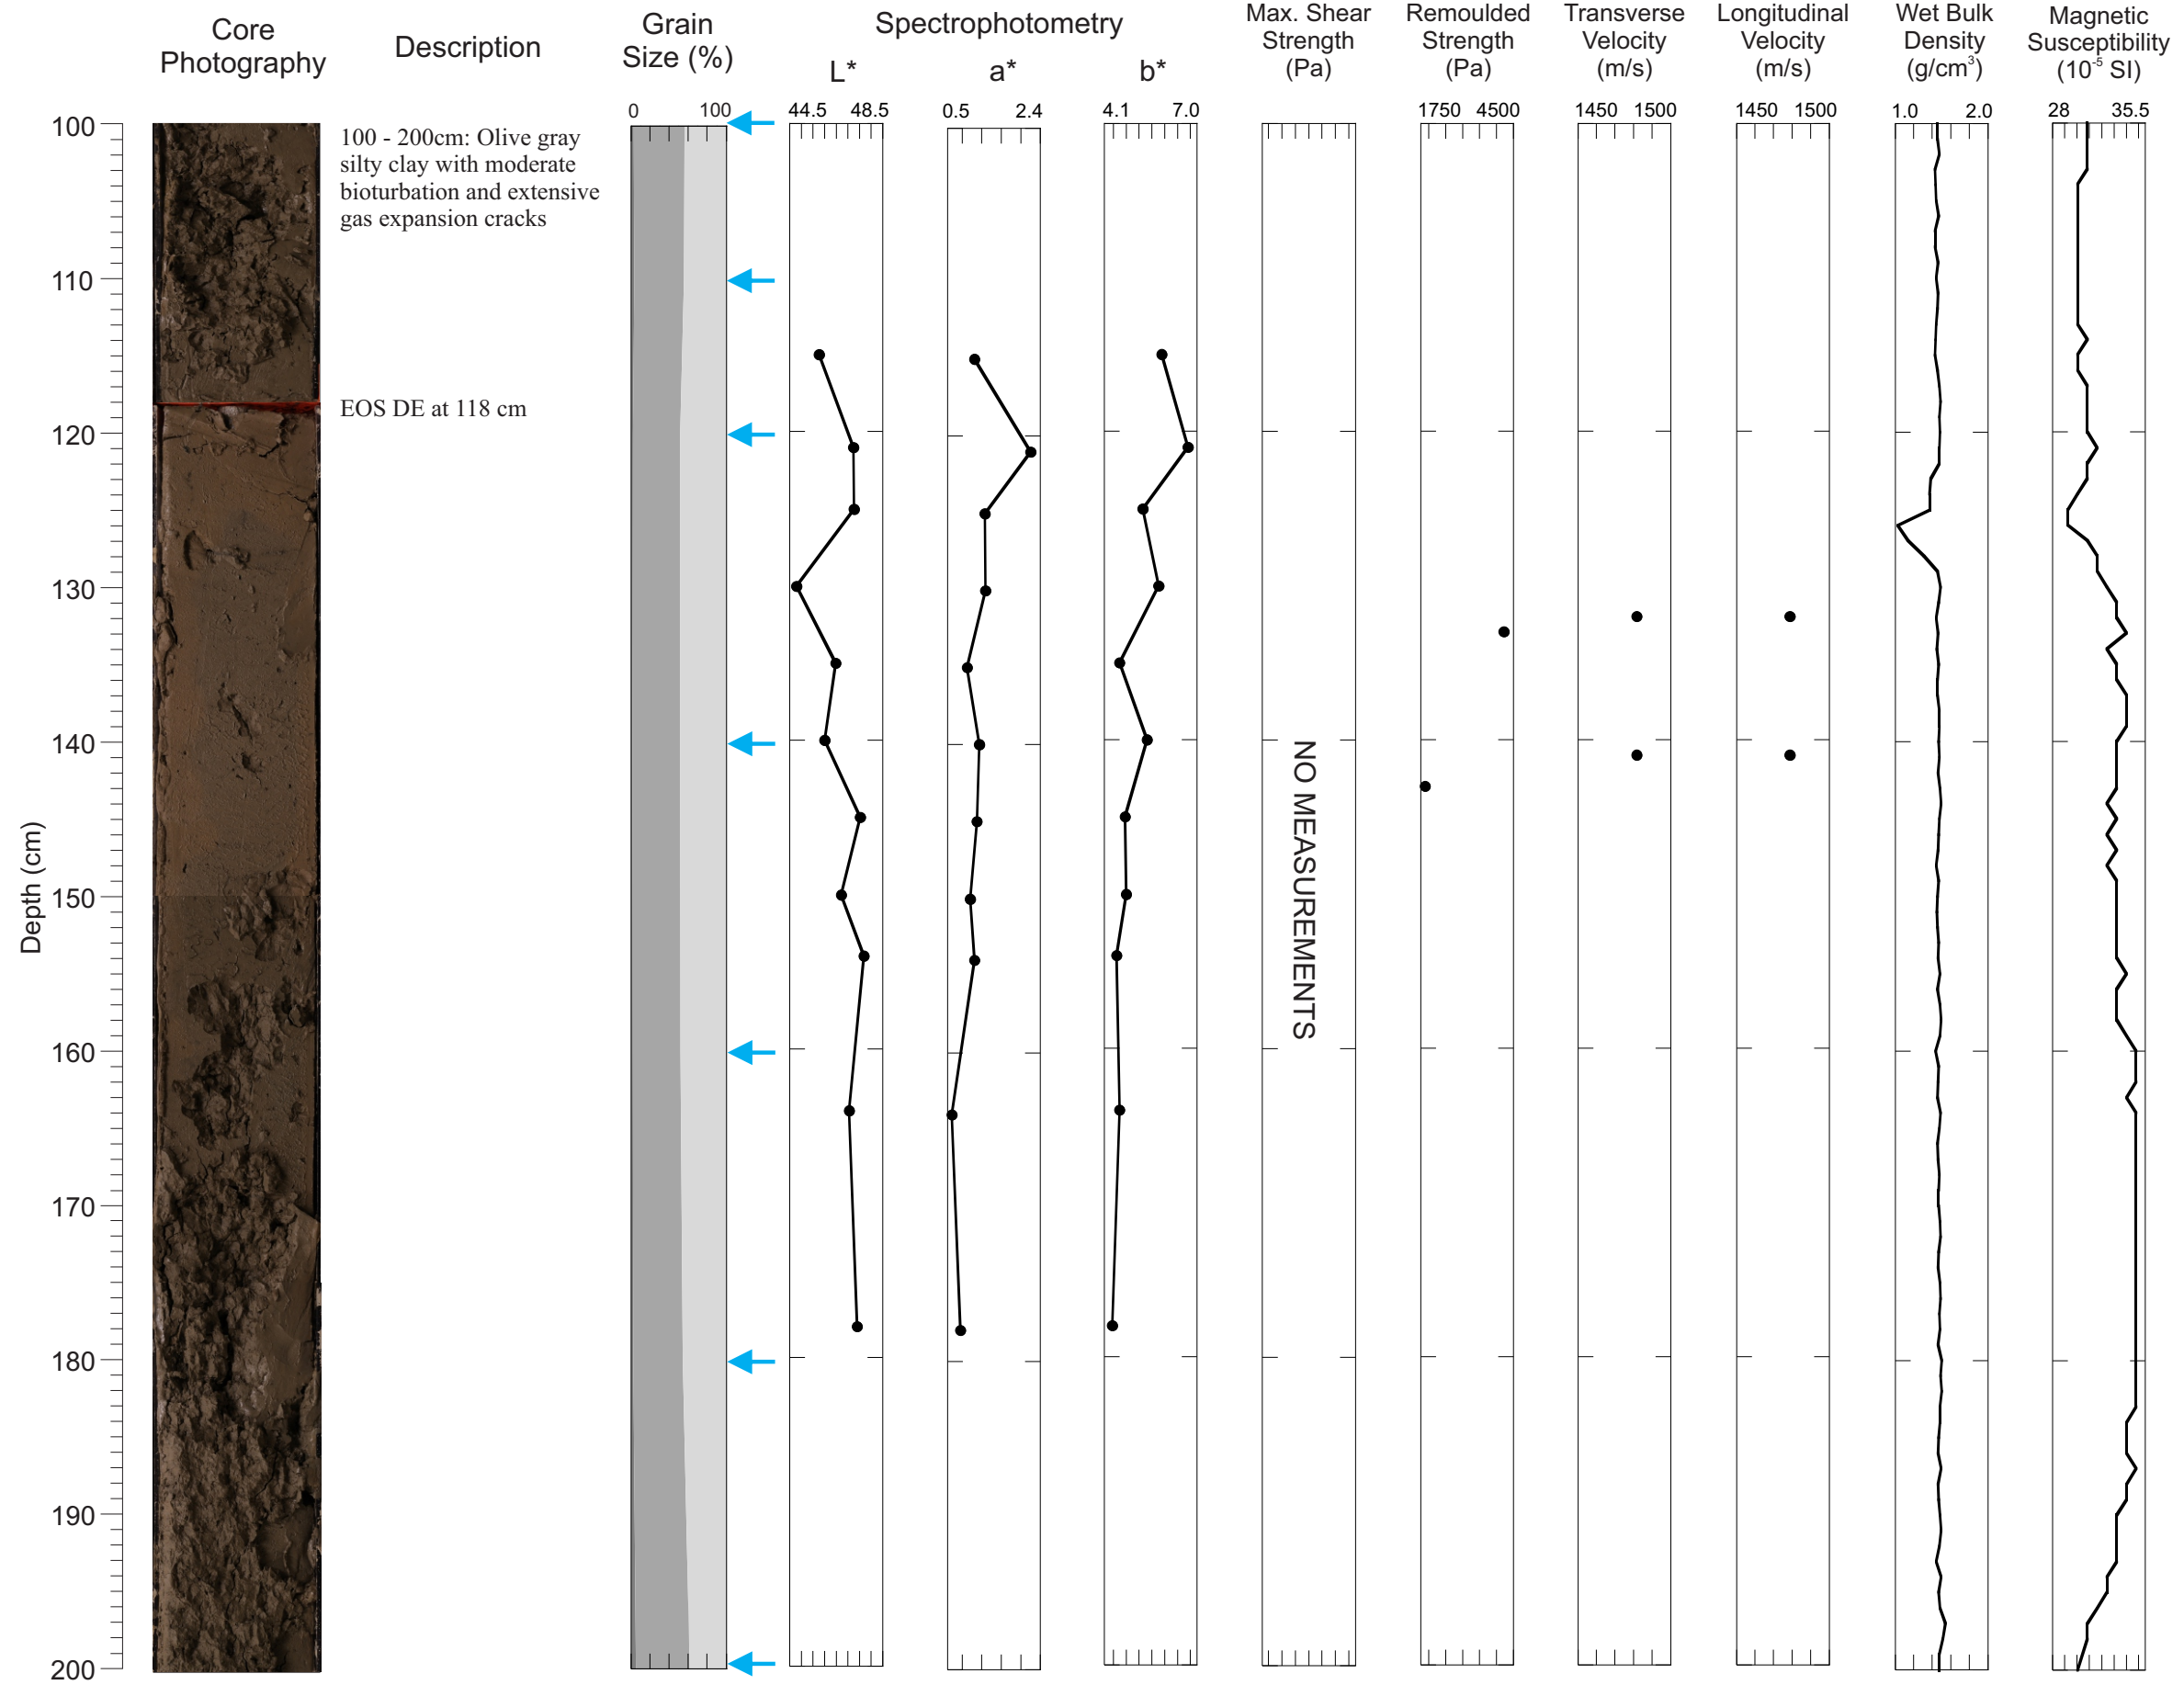 Core
Photography
Description
Grain
Size (%)
Spectrophotometry
L*
a*
b*
Max. Shear
Strength
(Pa)
Remoulded
Strength
(Pa)
Transverse
Velocity
(m/s)
Longitudinal
Velocity
(m/s)
Wet Bulk
Density
(g/cm³)
Magnetic
Susceptibility
(10⁻⁵ SI)
0 100
44.5 48.5
0.5 2.4
4.1 7.0
1750 4500
1450 1500
1450 1500
1.0 2.0
28 35.5
100
110
120
130
140
150
160
170
180
190
200
Depth (cm)
100 - 200cm: Olive gray
silty clay with moderate
bioturbation and extensive
gas expansion cracks
EOS DE at 118 cm
NO MEASUREMENTS